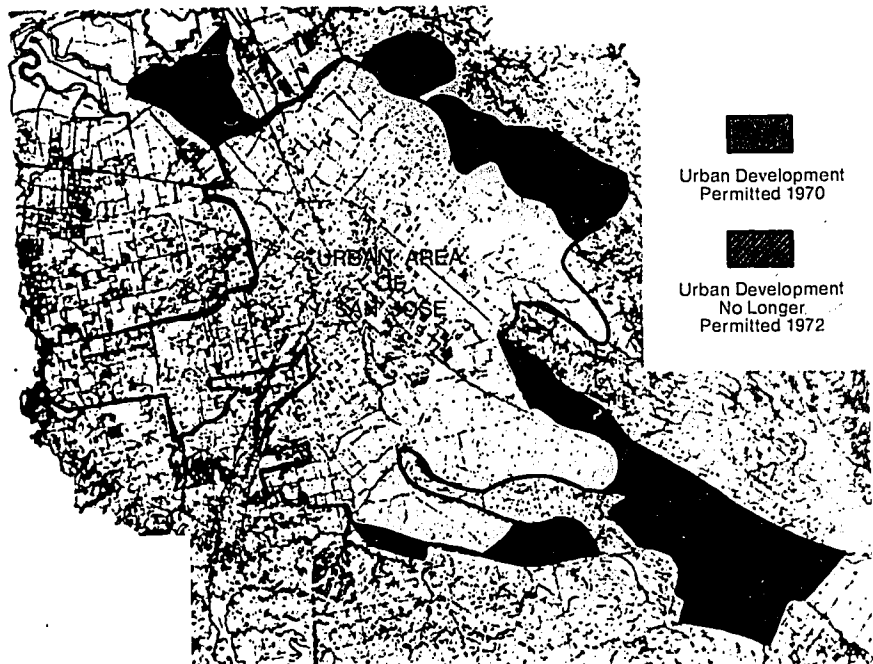 URBAN AREA
OF
SAN JOSE
Urban Development
Permitted 1970
Urban Development
No Longer
Permitted 1972